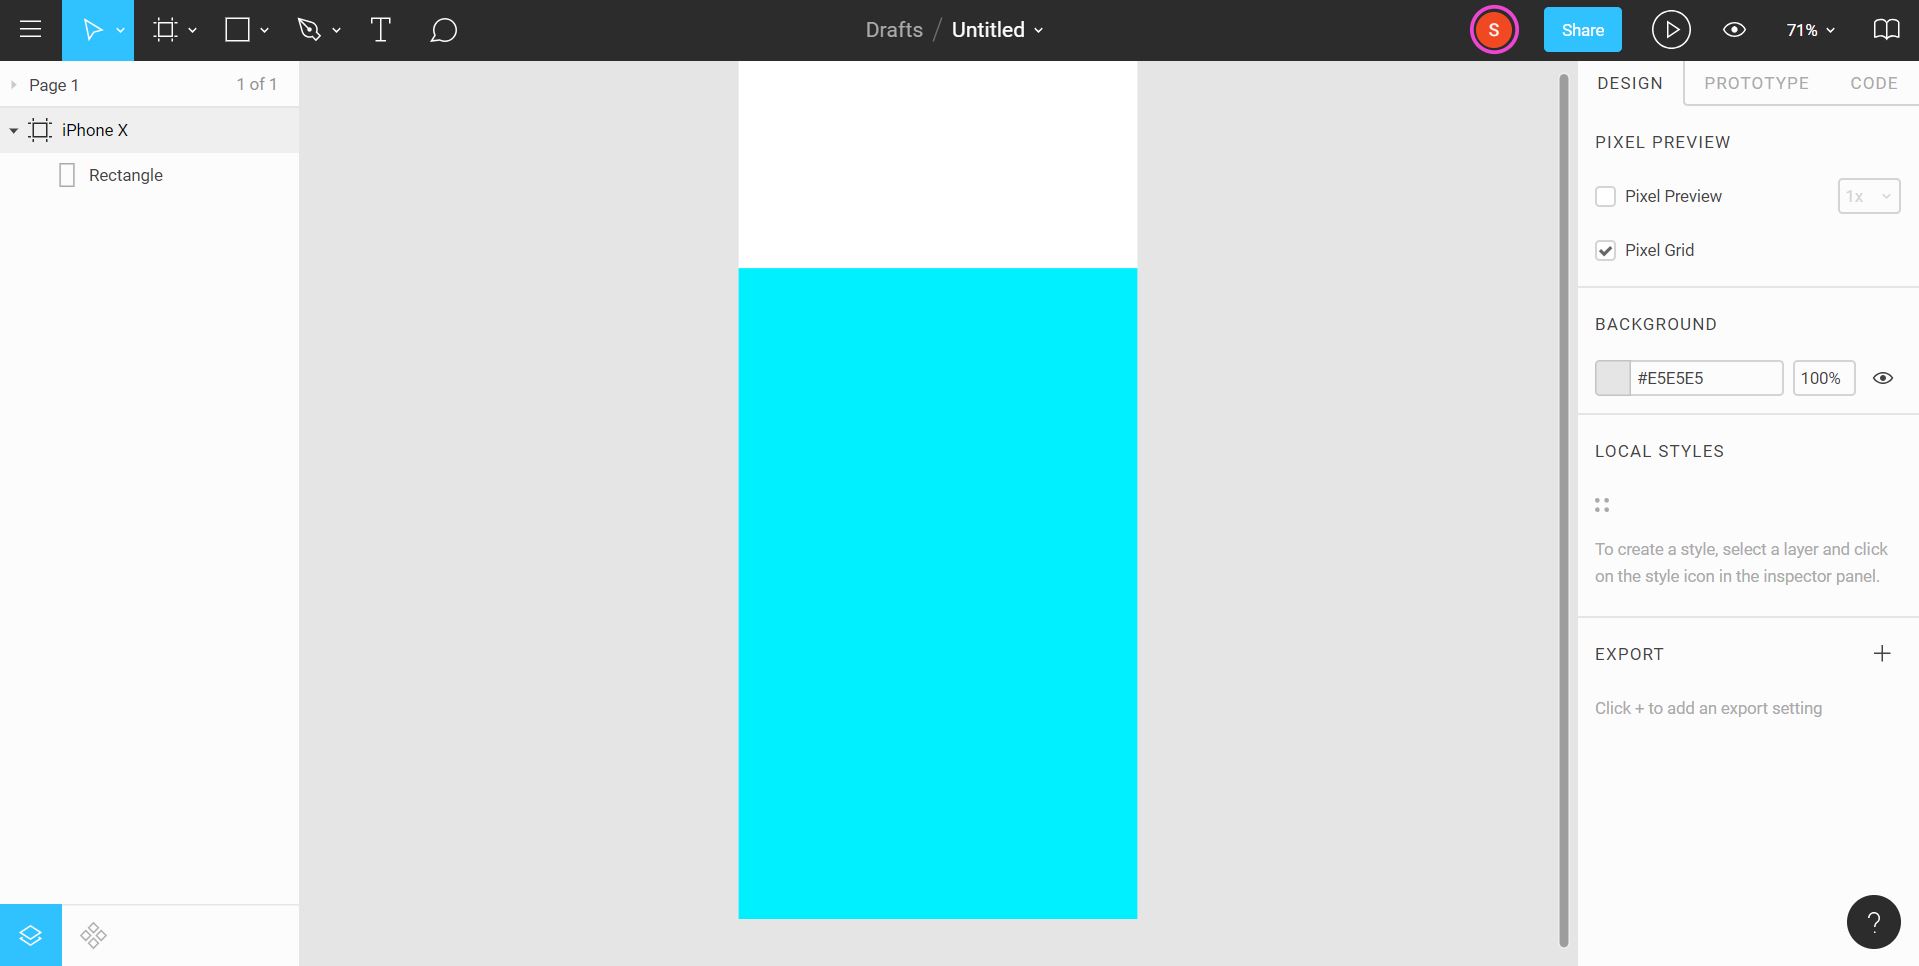 Drafts / Untitled
S
Share
71%
Page 1
1 of 1
iPhone X
Rectangle
DESIGN
PROTOTYPE
CODE
PIXEL PREVIEW
Pixel Preview
1x
Pixel Grid
BACKGROUND
#E5E5E5
100%
LOCAL STYLES
To create a style, select a layer and click
on the style icon in the inspector panel.
EXPORT
Click + to add an export setting
?